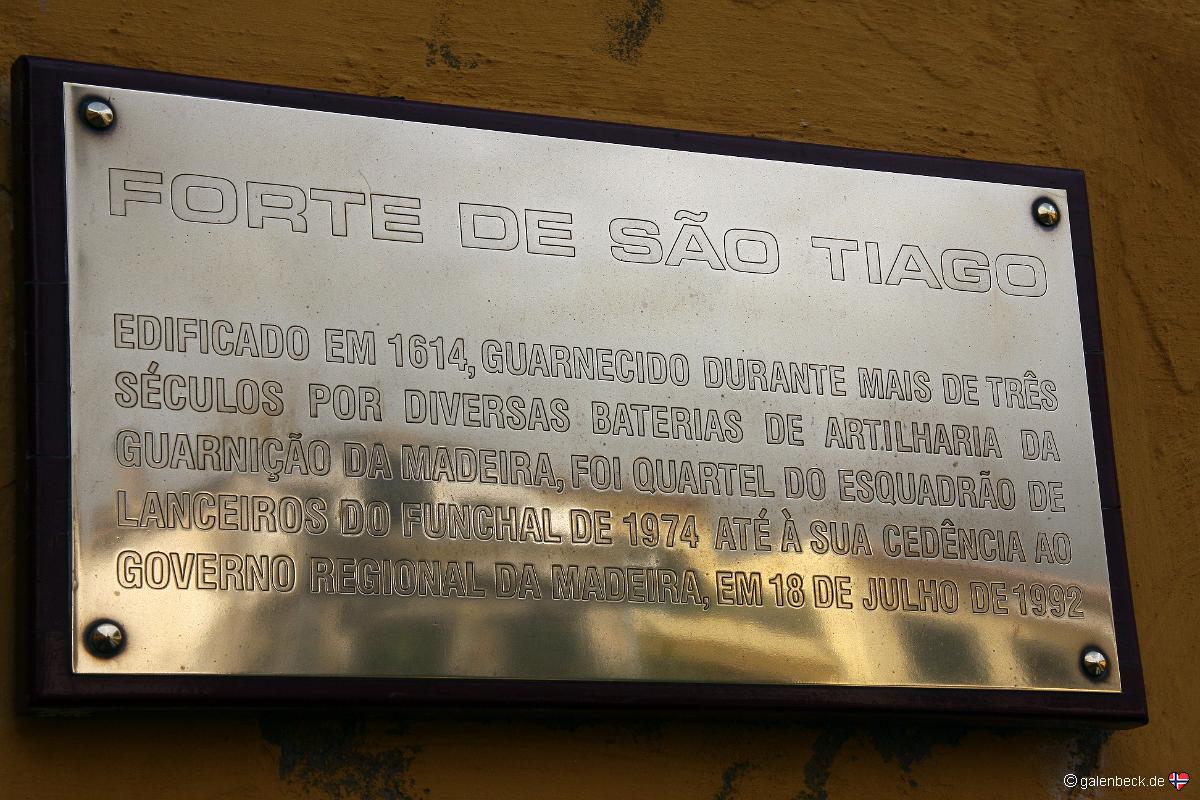 FORTE DE SÃO TIAGO
EDIFICADO EM 1614, GUARNECIDO DURANTE MAIS DE TRÊS
SÉCULOS POR DIVERSAS BATERIAS DE ARTILHARIA DA
GUARNIÇÃO DA MADEIRA, FOI QUARTEL DO ESQUADRÃO DE
LANCEIROS DO FUNCHAL DE 1974 ATÉ À SUA CEDÊNCIA AO
GOVERNO REGIONAL DA MADEIRA, EM 18 DE JULHO DE 1992
© galenbeck.de